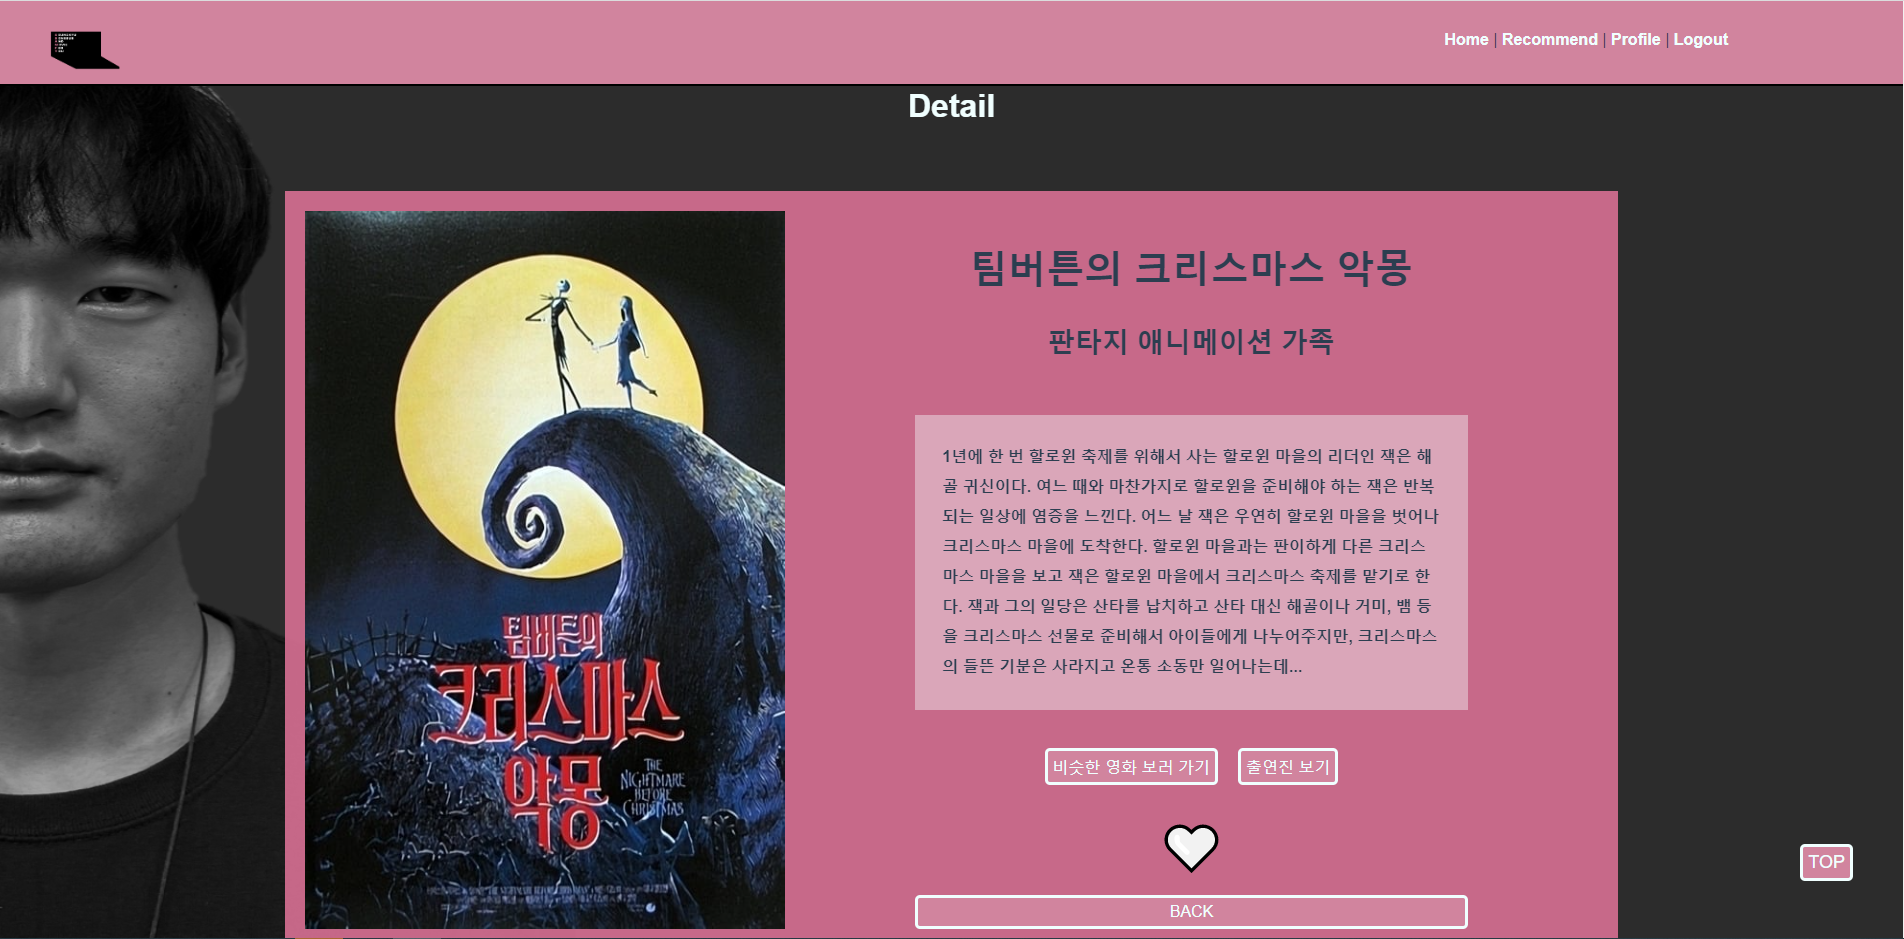 Home | Recommend | Profile | Logout
Detail
팀버튼의 크리스마스 악몽
판타지 애니메이션 가족
1년에 한 번 할로윈 축제를 위해서 사는 할로윈 마을의 리더인 잭은 해
골 귀신이다. 여느 때와 마찬가지로 할로윈을 준비해야 하는 잭은 반복
되는 일상에 염증을 느낀다. 어느 날 잭은 우연히 할로윈 마을을 벗어나
크리스마스 마을에 도착한다. 할로윈 마을과는 판이하게 다른 크리스
마스 마을을 보고 잭은 할로윈 마을에서 크리스마스 축제를 맡기로 한
다. 잭과 그의 일당은 산타를 납치하고 산타 대신 해골이나 거미, 뱀 등
을 크리스마스 선물로 준비해서 아이들에게 나누어주지만, 크리스마스
의 들뜬 기분은 사라지고 온통 소동만 일어나는데...
비슷한 영화 보러 가기
출연진 보기
BACK
TOP
팀버튼의
크리스마스
악몽
THE
NIGHTMARE
BEFORE
CHRISTMAS